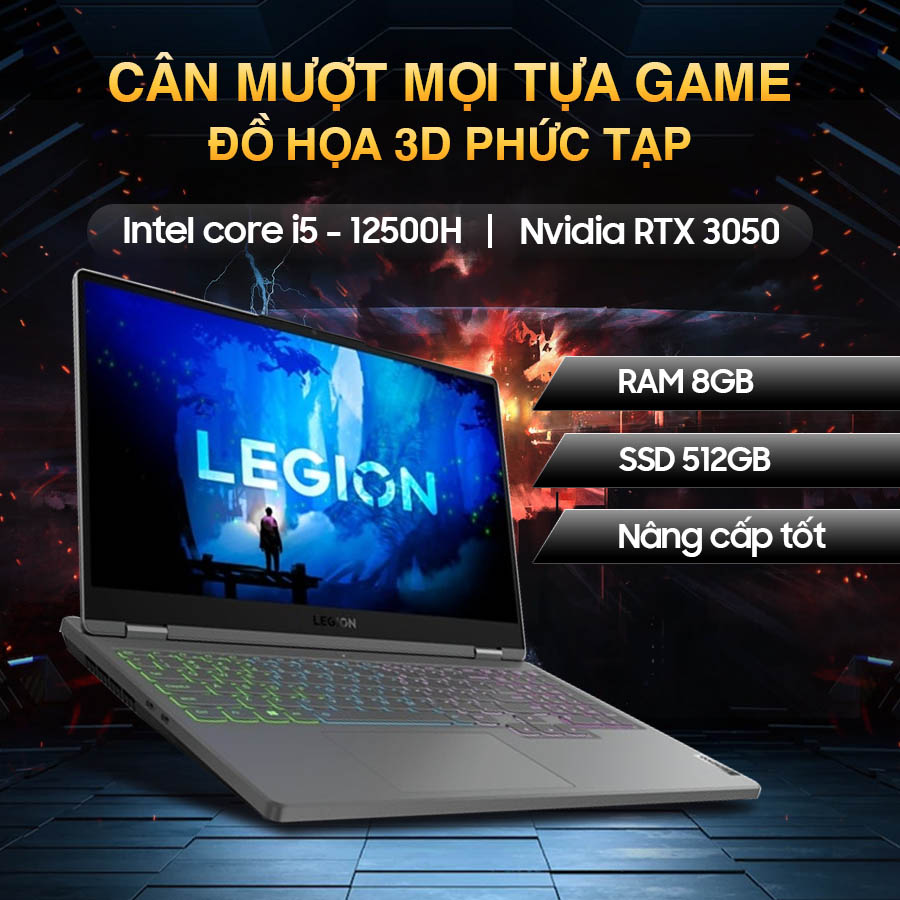 CÂN MƯỢT MỌI TỰA GAME
ĐỒ HỌA 3D PHỨC TẠP
Intel core i5 - 12500H | Nvidia RTX 3050
RAM 8GB
SSD 512GB
Nâng cấp tốt
LEGION
LEGION